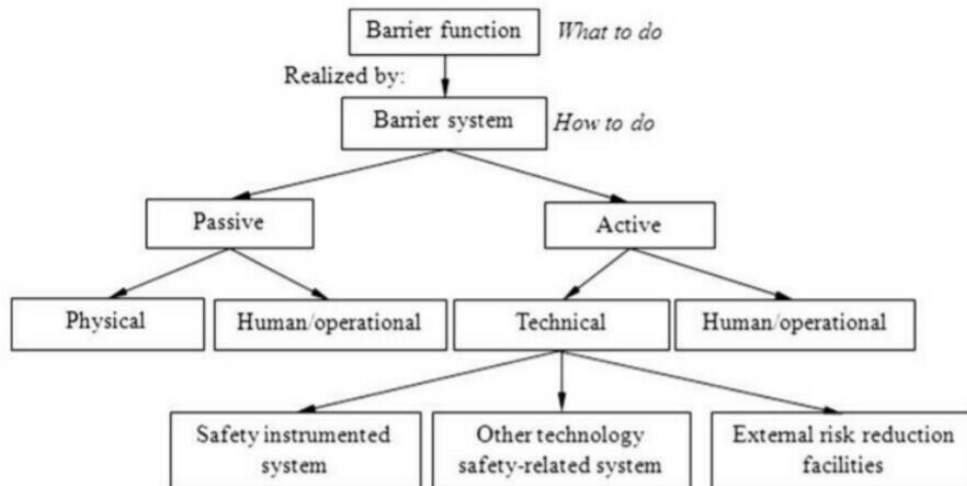 Barrier function
What to do
Realized by:
Barrier system
How to do
Passive
Active
Physical
Human/operational
Technical
Human/operational
Safety instrumented
system
Other technology
safety-related system
External risk reduction
facilities